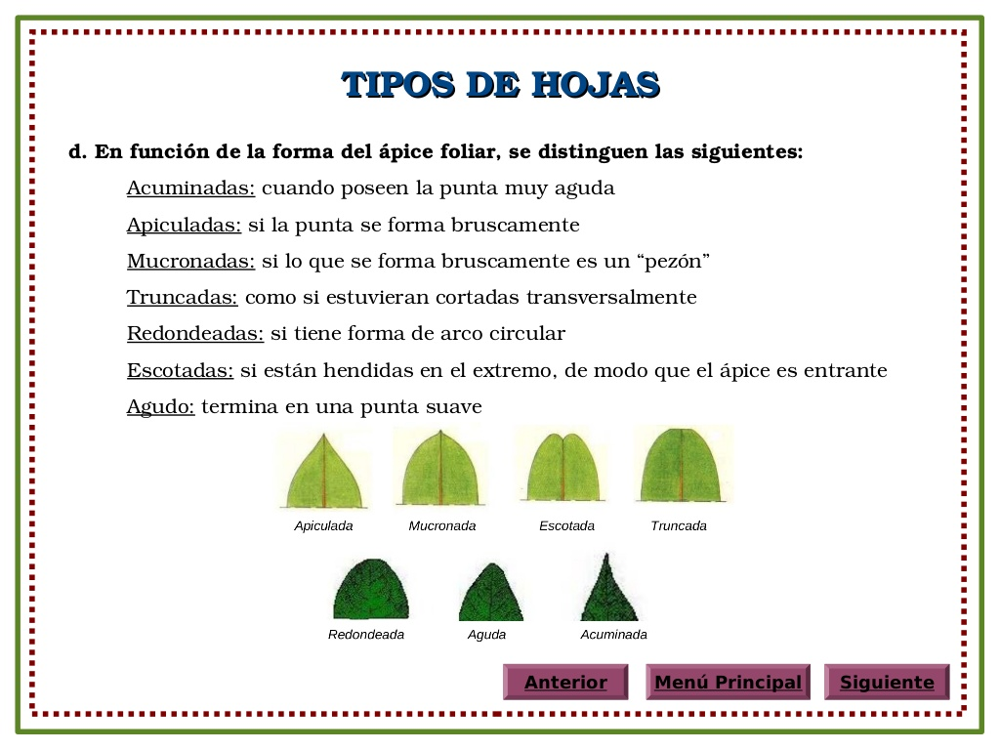 TIPOS DE HOJAS
d. En función de la forma del ápice foliar, se distinguen las siguientes:
Acuminadas: cuando poseen la punta muy aguda
Apiculadas: si la punta se forma bruscamente
Mucronadas: si lo que se forma bruscamente es un “pezón”
Truncadas: como si estuvieran cortadas transversalmente
Redondeadas: si tiene forma de arco circular
Escotadas: si están hendidas en el extremo, de modo que el ápice es entrante
Agudo: termina en una punta suave
Apiculada Mucronada Escotada Truncada
Redondeada Aguda Acuminada
Anterior Menú Principal Siguiente